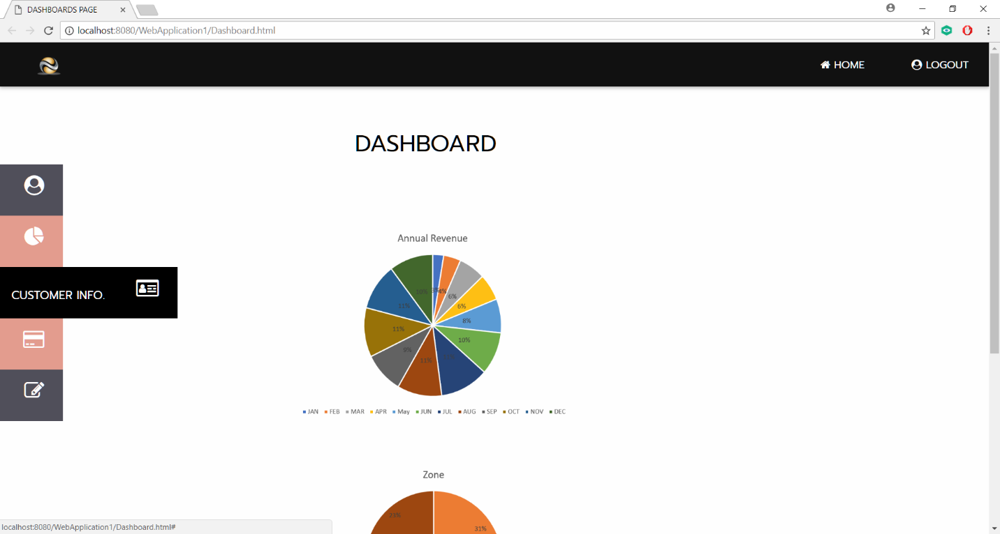 DASHBOARDS PAGE
localhost:8080/WebApplication1/Dashboard.html
HOME
LOGOUT
DASHBOARD
CUSTOMER INFO.
Annual Revenue
10%
3%
4%
6%
11%
6%
8%
11%
10%
9%
11%
JAN FEB MAR APR May JUN JUL AUG SEP OCT NOV DEC
Zone
31%
localhost:8080/WebApplication1/Dashboard.html#